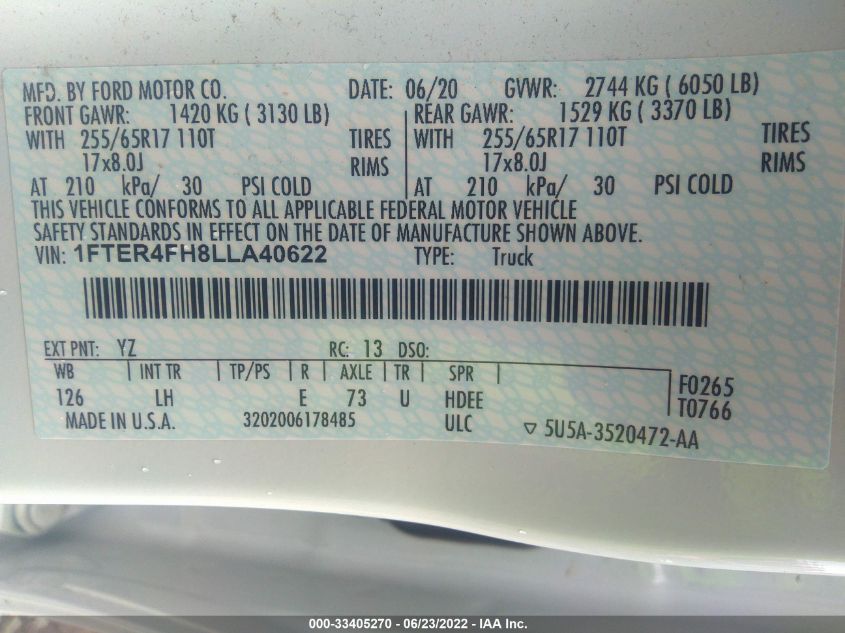 MFD. BY FORD MOTOR CO. DATE: 06/20 GVWR: 2744 KG ( 6050 LB)
FRONT GAWR: 1420 KG ( 3130 LB) REAR GAWR: 1529 KG ( 3370 LB)
WITH 255/65R17 110T TIRES WITH 255/65R17 110T TIRES
17x8.0J RIMS 17x8.0J RIMS
AT 210 kPa/ 30 PSI COLD AT 210 kPa/ 30 PSI COLD
THIS VEHICLE CONFORMS TO ALL APPLICABLE FEDERAL MOTOR VEHICLE
SAFETY STANDARDS IN EFFECT ON THE DATE OF MANUFACTURE SHOWN ABOVE.
VIN: 1FTER4FH8LLA40622 TYPE: Truck
EXT PNT: YZ RC: 13 DSO:
WB INT TR TP/PS R AXLE TR SPR F0265
126 LH E 73 U HDEE T0766
MADE IN U.S.A. 3202006178485 ULC 5U5A-3520472-AA
000-33405270 - 06/23/2022 - IAA Inc.